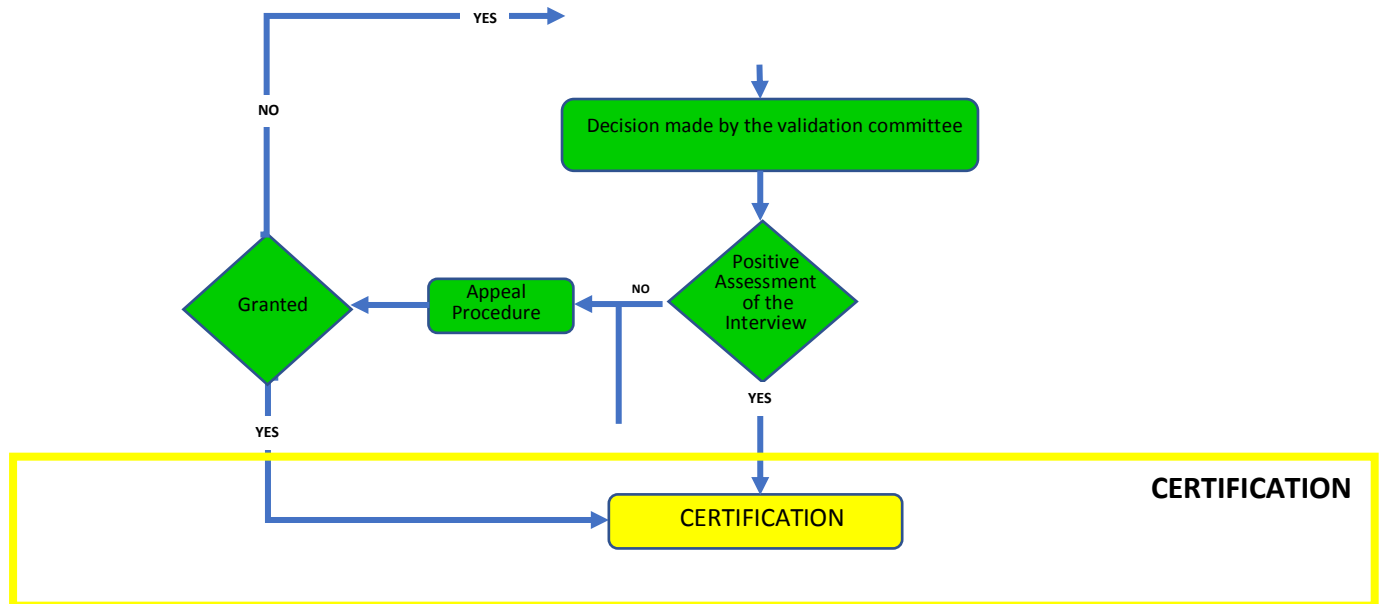 YES
NO
Decision made by the validation committee
Positive
Assessment
of the
Interview
NO
Appeal
Procedure
Granted
YES
YES
CERTIFICATION
CERTIFICATION